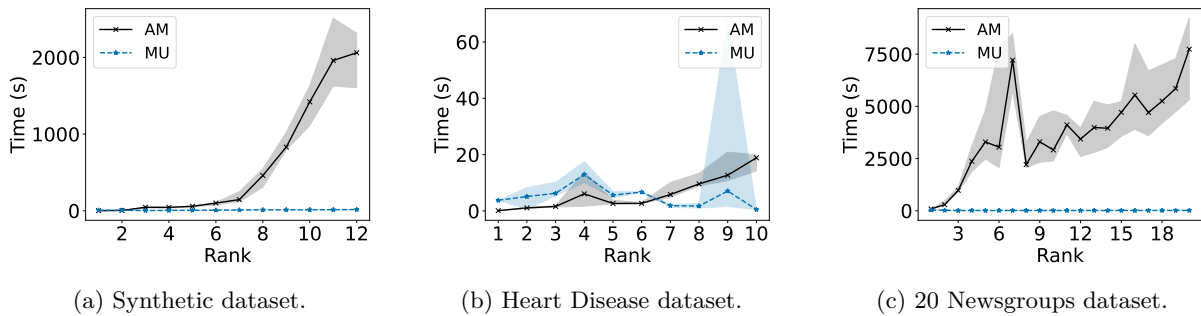 AM
MU
Time (s)
2000
1000
0
2 4 6 8 10 12
Rank
(a) Synthetic dataset.
AM
MU
Time (s)
60
40
20
0
1 2 3 4 5 6 7 8 9 10
Rank
(b) Heart Disease dataset.
AM
MU
Time (s)
7500
5000
2500
0
3 6 9 12 15 18
Rank
(c) 20 Newsgroups dataset.